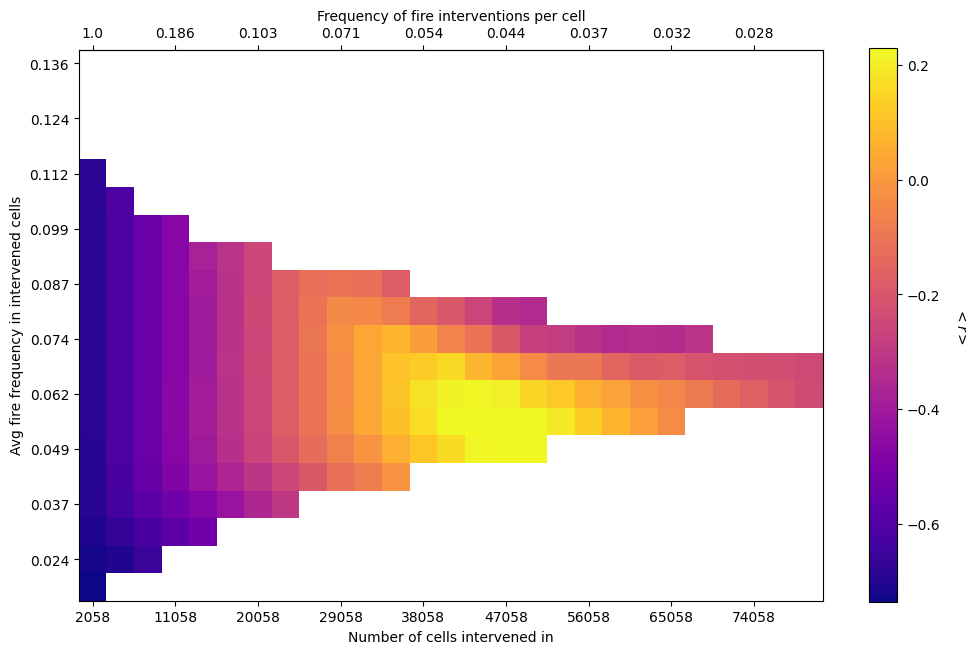 Frequency of fire interventions per cell
1.0 0.186 0.103 0.071 0.054 0.044 0.037 0.032 0.028
Avg fire frequency in intervened cells
0.136
0.124
0.112
0.099
0.087
0.074
0.062
0.049
0.037
0.024
2058 11058 20058 29058 38058 47058 56058 65058 74058
Number of cells intervened in
0.2
0.0
−0.2
−0.4
−0.6
< r >